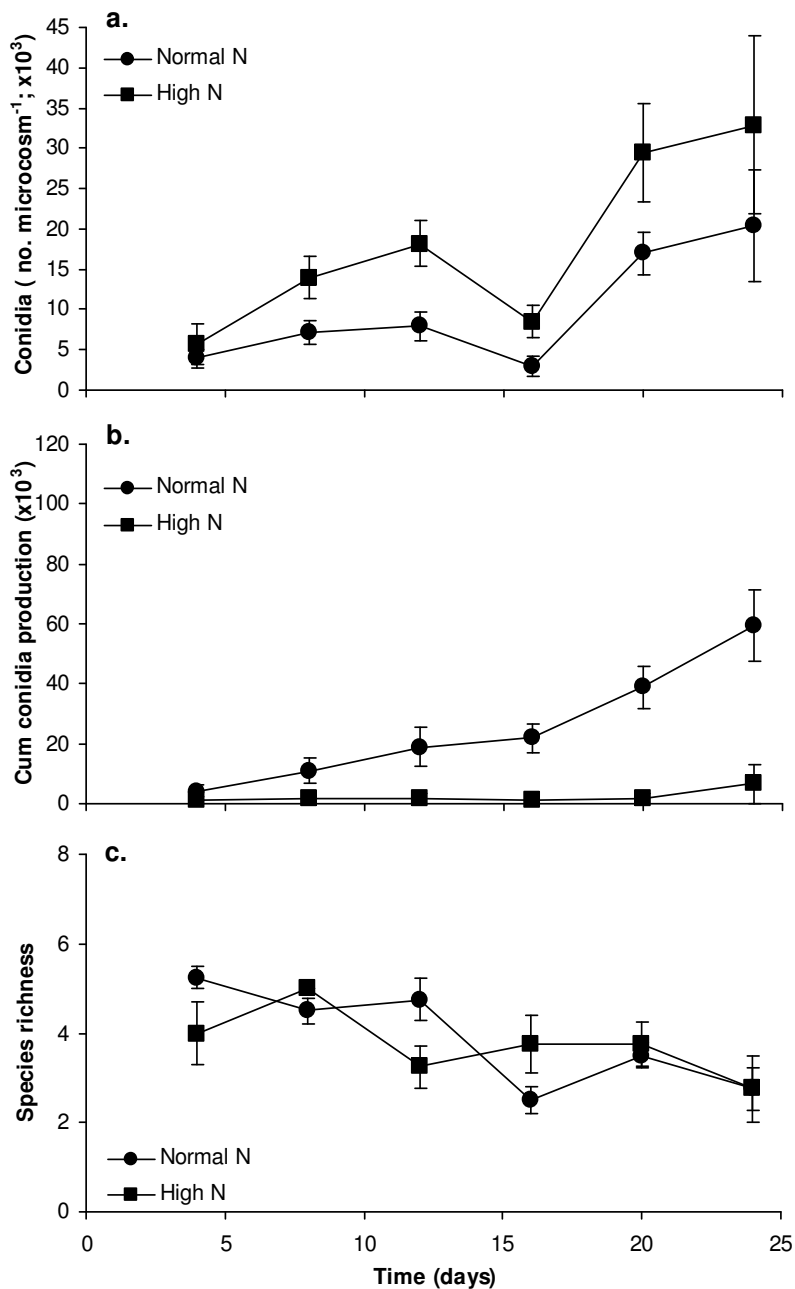 a.
Conidia ( no. microcosm⁻¹; x10³)
45
40
35
30
25
20
15
10
5
0
Normal N
High N
b.
Cum conidia production (x10³)
120
100
80
60
40
20
0
Normal N
High N
c.
Species richness
8
6
4
2
0
Normal N
High N
0 5 10 15 20 25
Time (days)